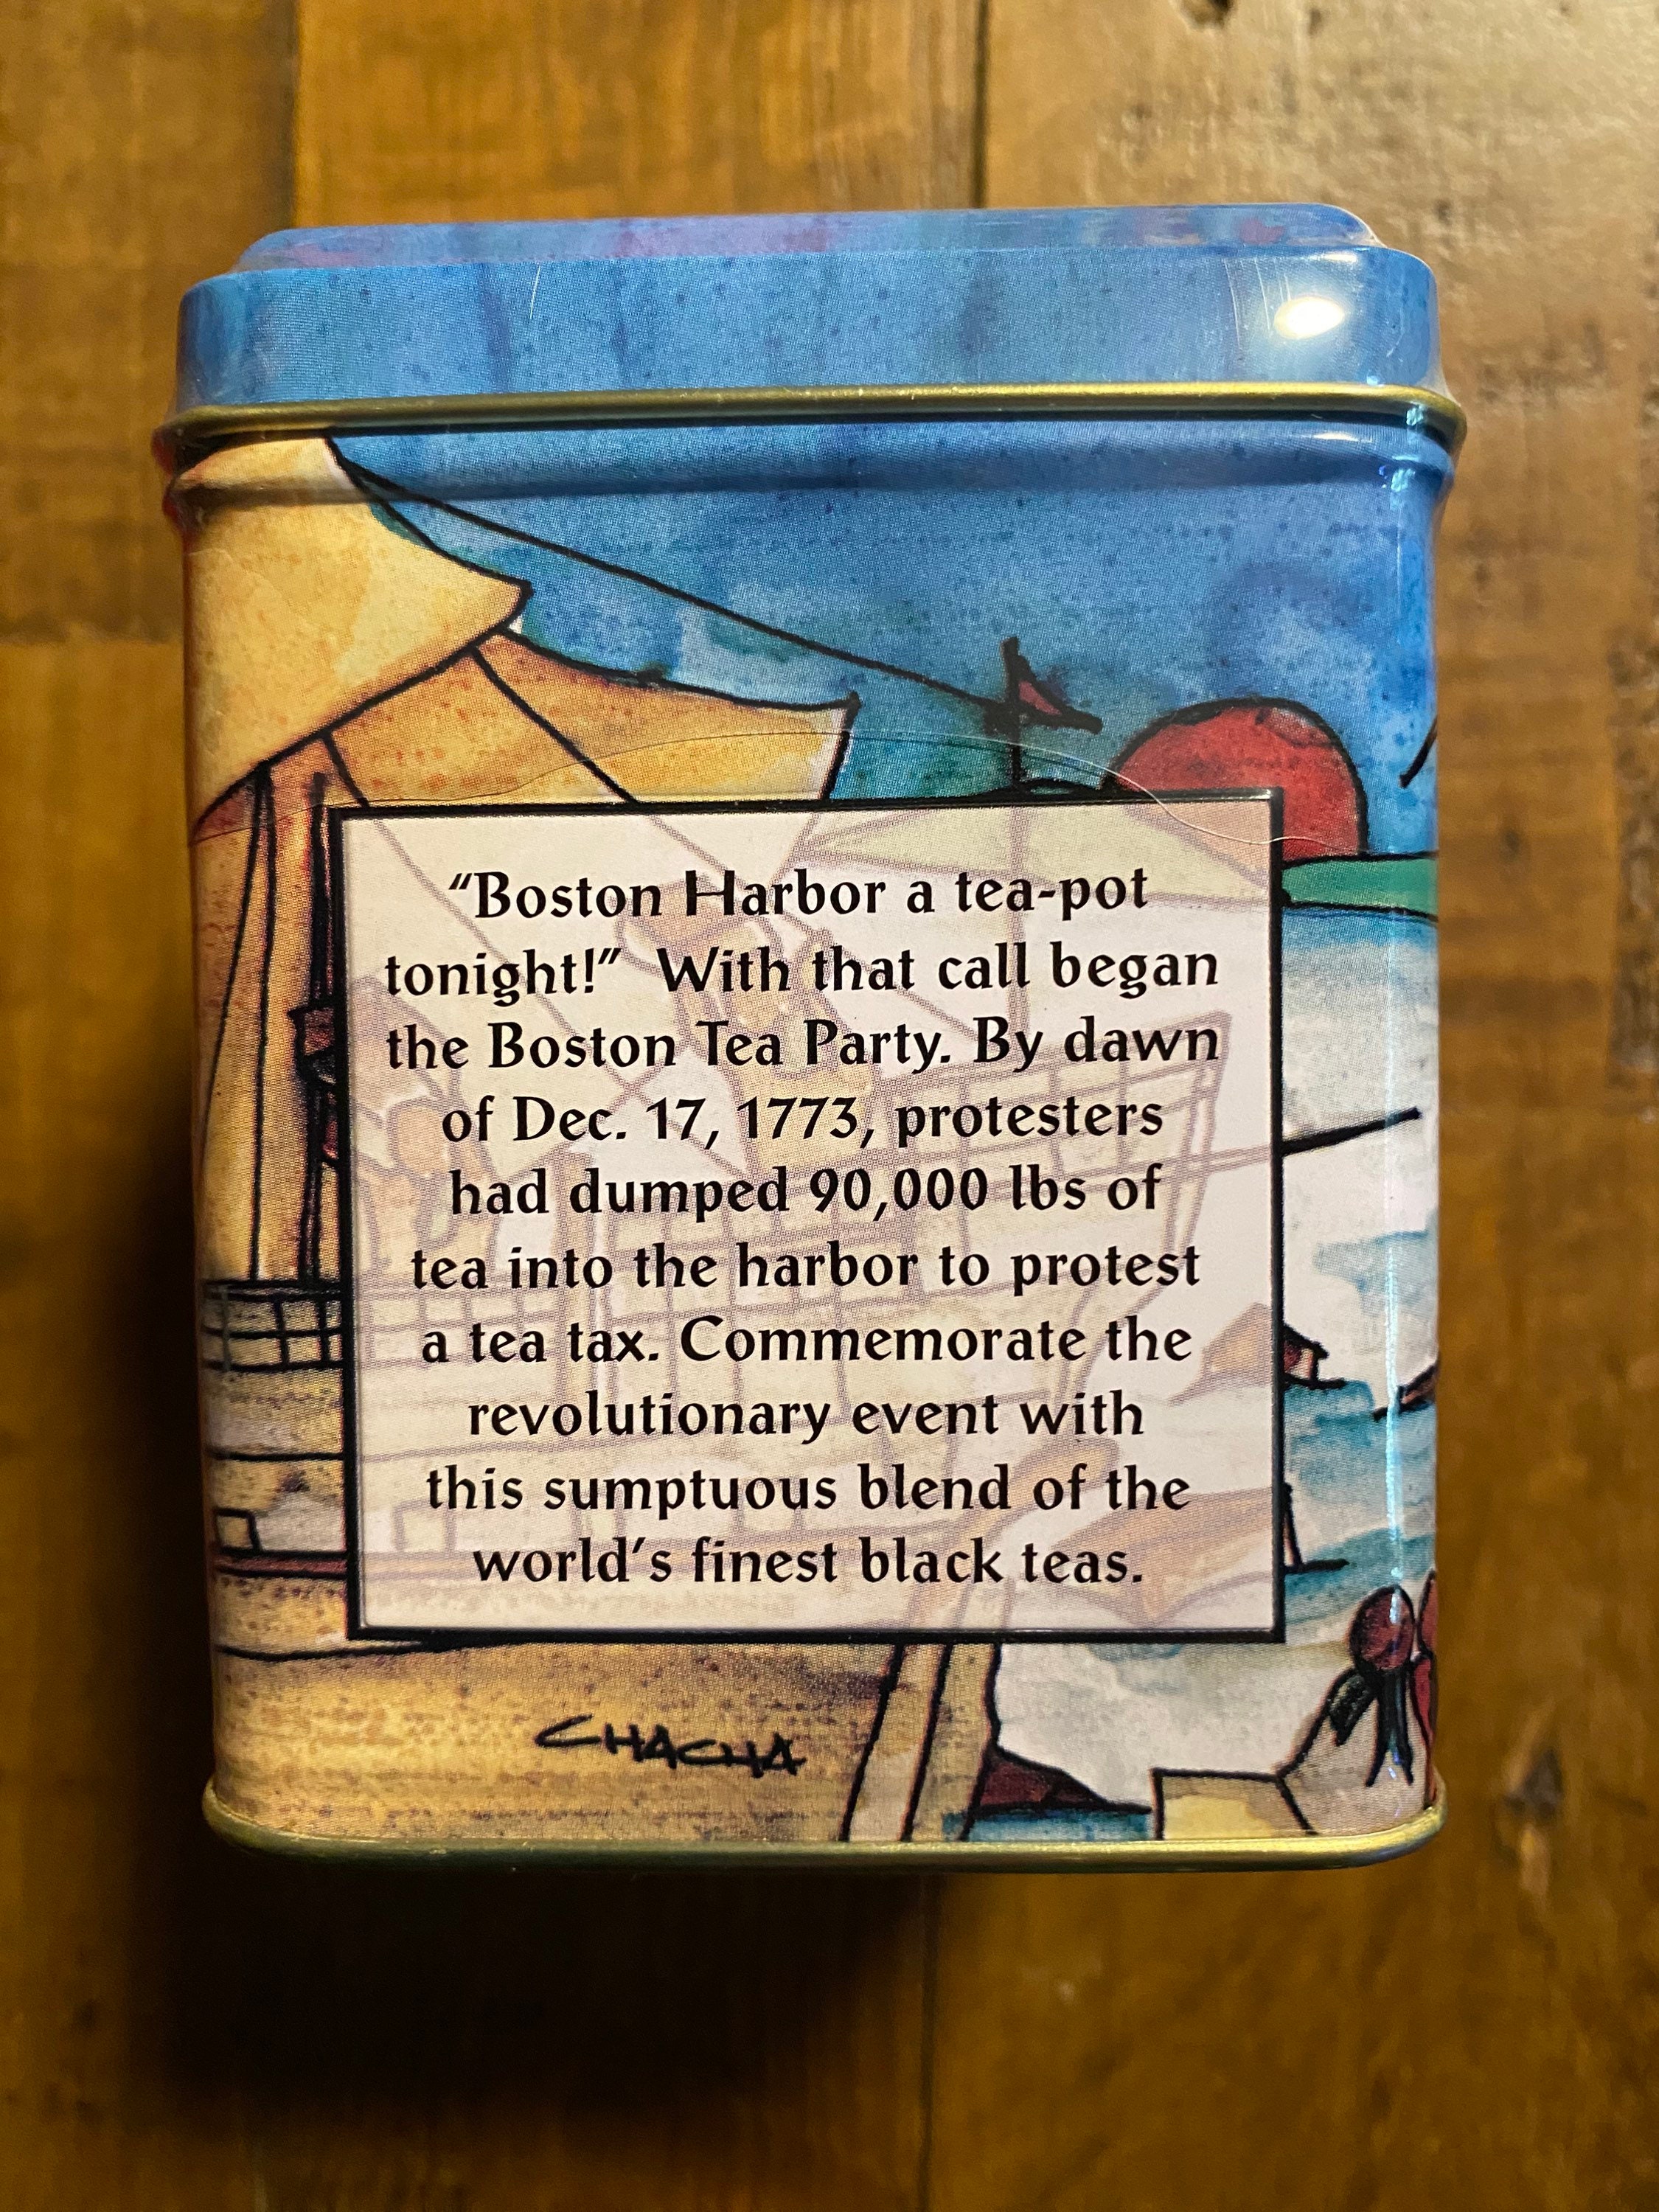 “Boston Harbor a tea-pot
tonight!” With that call began
the Boston Tea Party. By dawn
of Dec. 17, 1773, protesters
had dumped 90,000 lbs of
tea into the harbor to protest
a tea tax. Commemorate the
revolutionary event with
this sumptuous blend of the
world’s finest black teas.
CHACHA